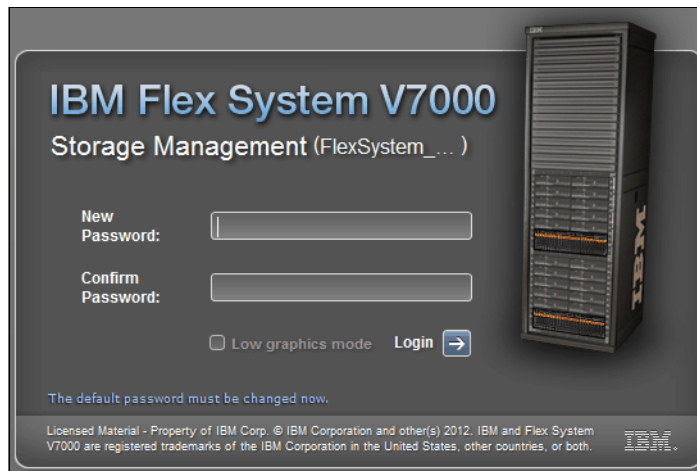 IBM Flex System V7000
Storage Management (FlexSystem_... )
New
Password:
Confirm
Password:
Low graphics mode Login
The default password must be changed now.
Licensed Material - Property of IBM Corp. © IBM Corporation and other(s) 2012. IBM and Flex System
V7000 are registered trademarks of the IBM Corporation in the United States, other countries, or both.
IBM.
IBM
IBM